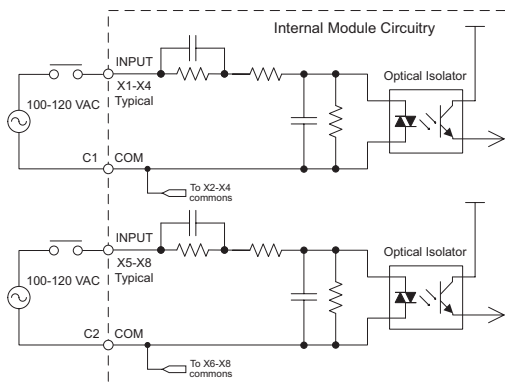 Internal Module Circuitry
INPUT
X1-X4
Typical
Optical Isolator
100-120 VAC
C1
COM
To X2-X4
commons
INPUT
X5-X8
Typical
Optical Isolator
100-120 VAC
C2
COM
To X6-X8
commons